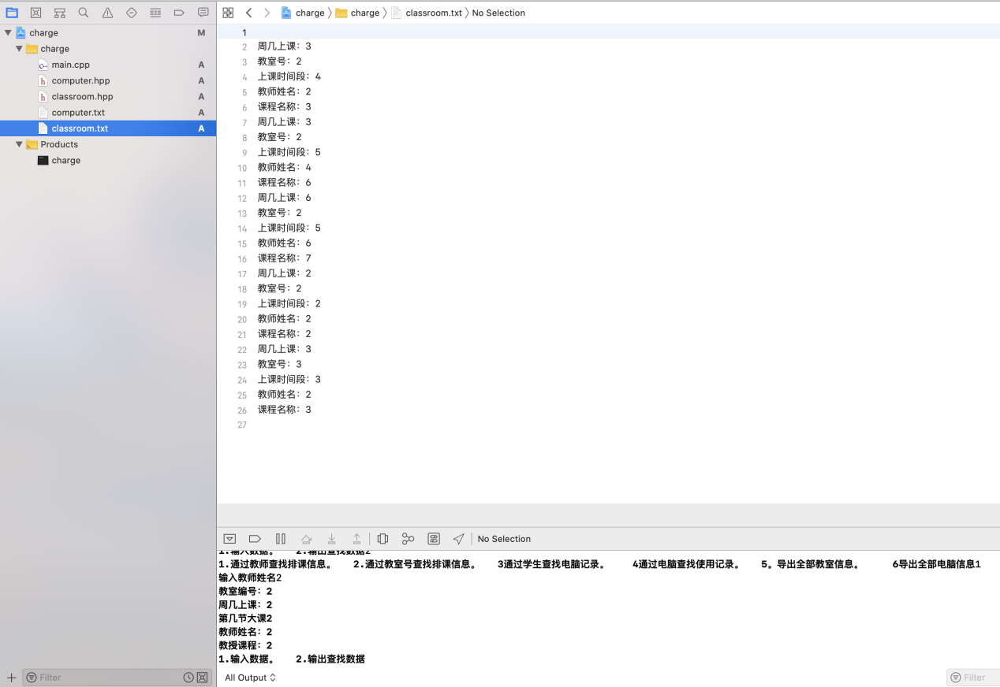 charge 〉 charge 〉 classroom.txt 〉 No Selection
charge M
charge
main.cpp A
computer.hpp A
classroom.hpp A
computer.txt A
classroom.txt A
Products
charge
1
2 周几上课：3
3 教室号：2
4 上课时间段：4
5 教师姓名：2
6 课程名称：3
7 周几上课：3
8 教室号：2
9 上课时间段：5
10 教师姓名：4
11 课程名称：6
12 周几上课：6
13 教室号：2
14 上课时间段：5
15 教师姓名：6
16 课程名称：7
17 周几上课：2
18 教室号：2
19 上课时间段：2
20 教师姓名：2
21 课程名称：2
22 周几上课：3
23 教室号：3
24 上课时间段：3
25 教师姓名：2
26 课程名称：3
27
No Selection
1.输入数据。 2.输出查找数据2
1.通过教师查找排课信息。 2.通过教室号查找排课信息。 3通过学生查找电脑记录。 4通过电脑查找使用记录。 5。导出全部教室信息。 6导出全部电脑信息1
输入教师姓名2
教室编号：2
周几上课：2
第几节大课2
教师姓名：2
教授课程：2
1.输入数据。 2.输出查找数据
Filter
All Output
Filter